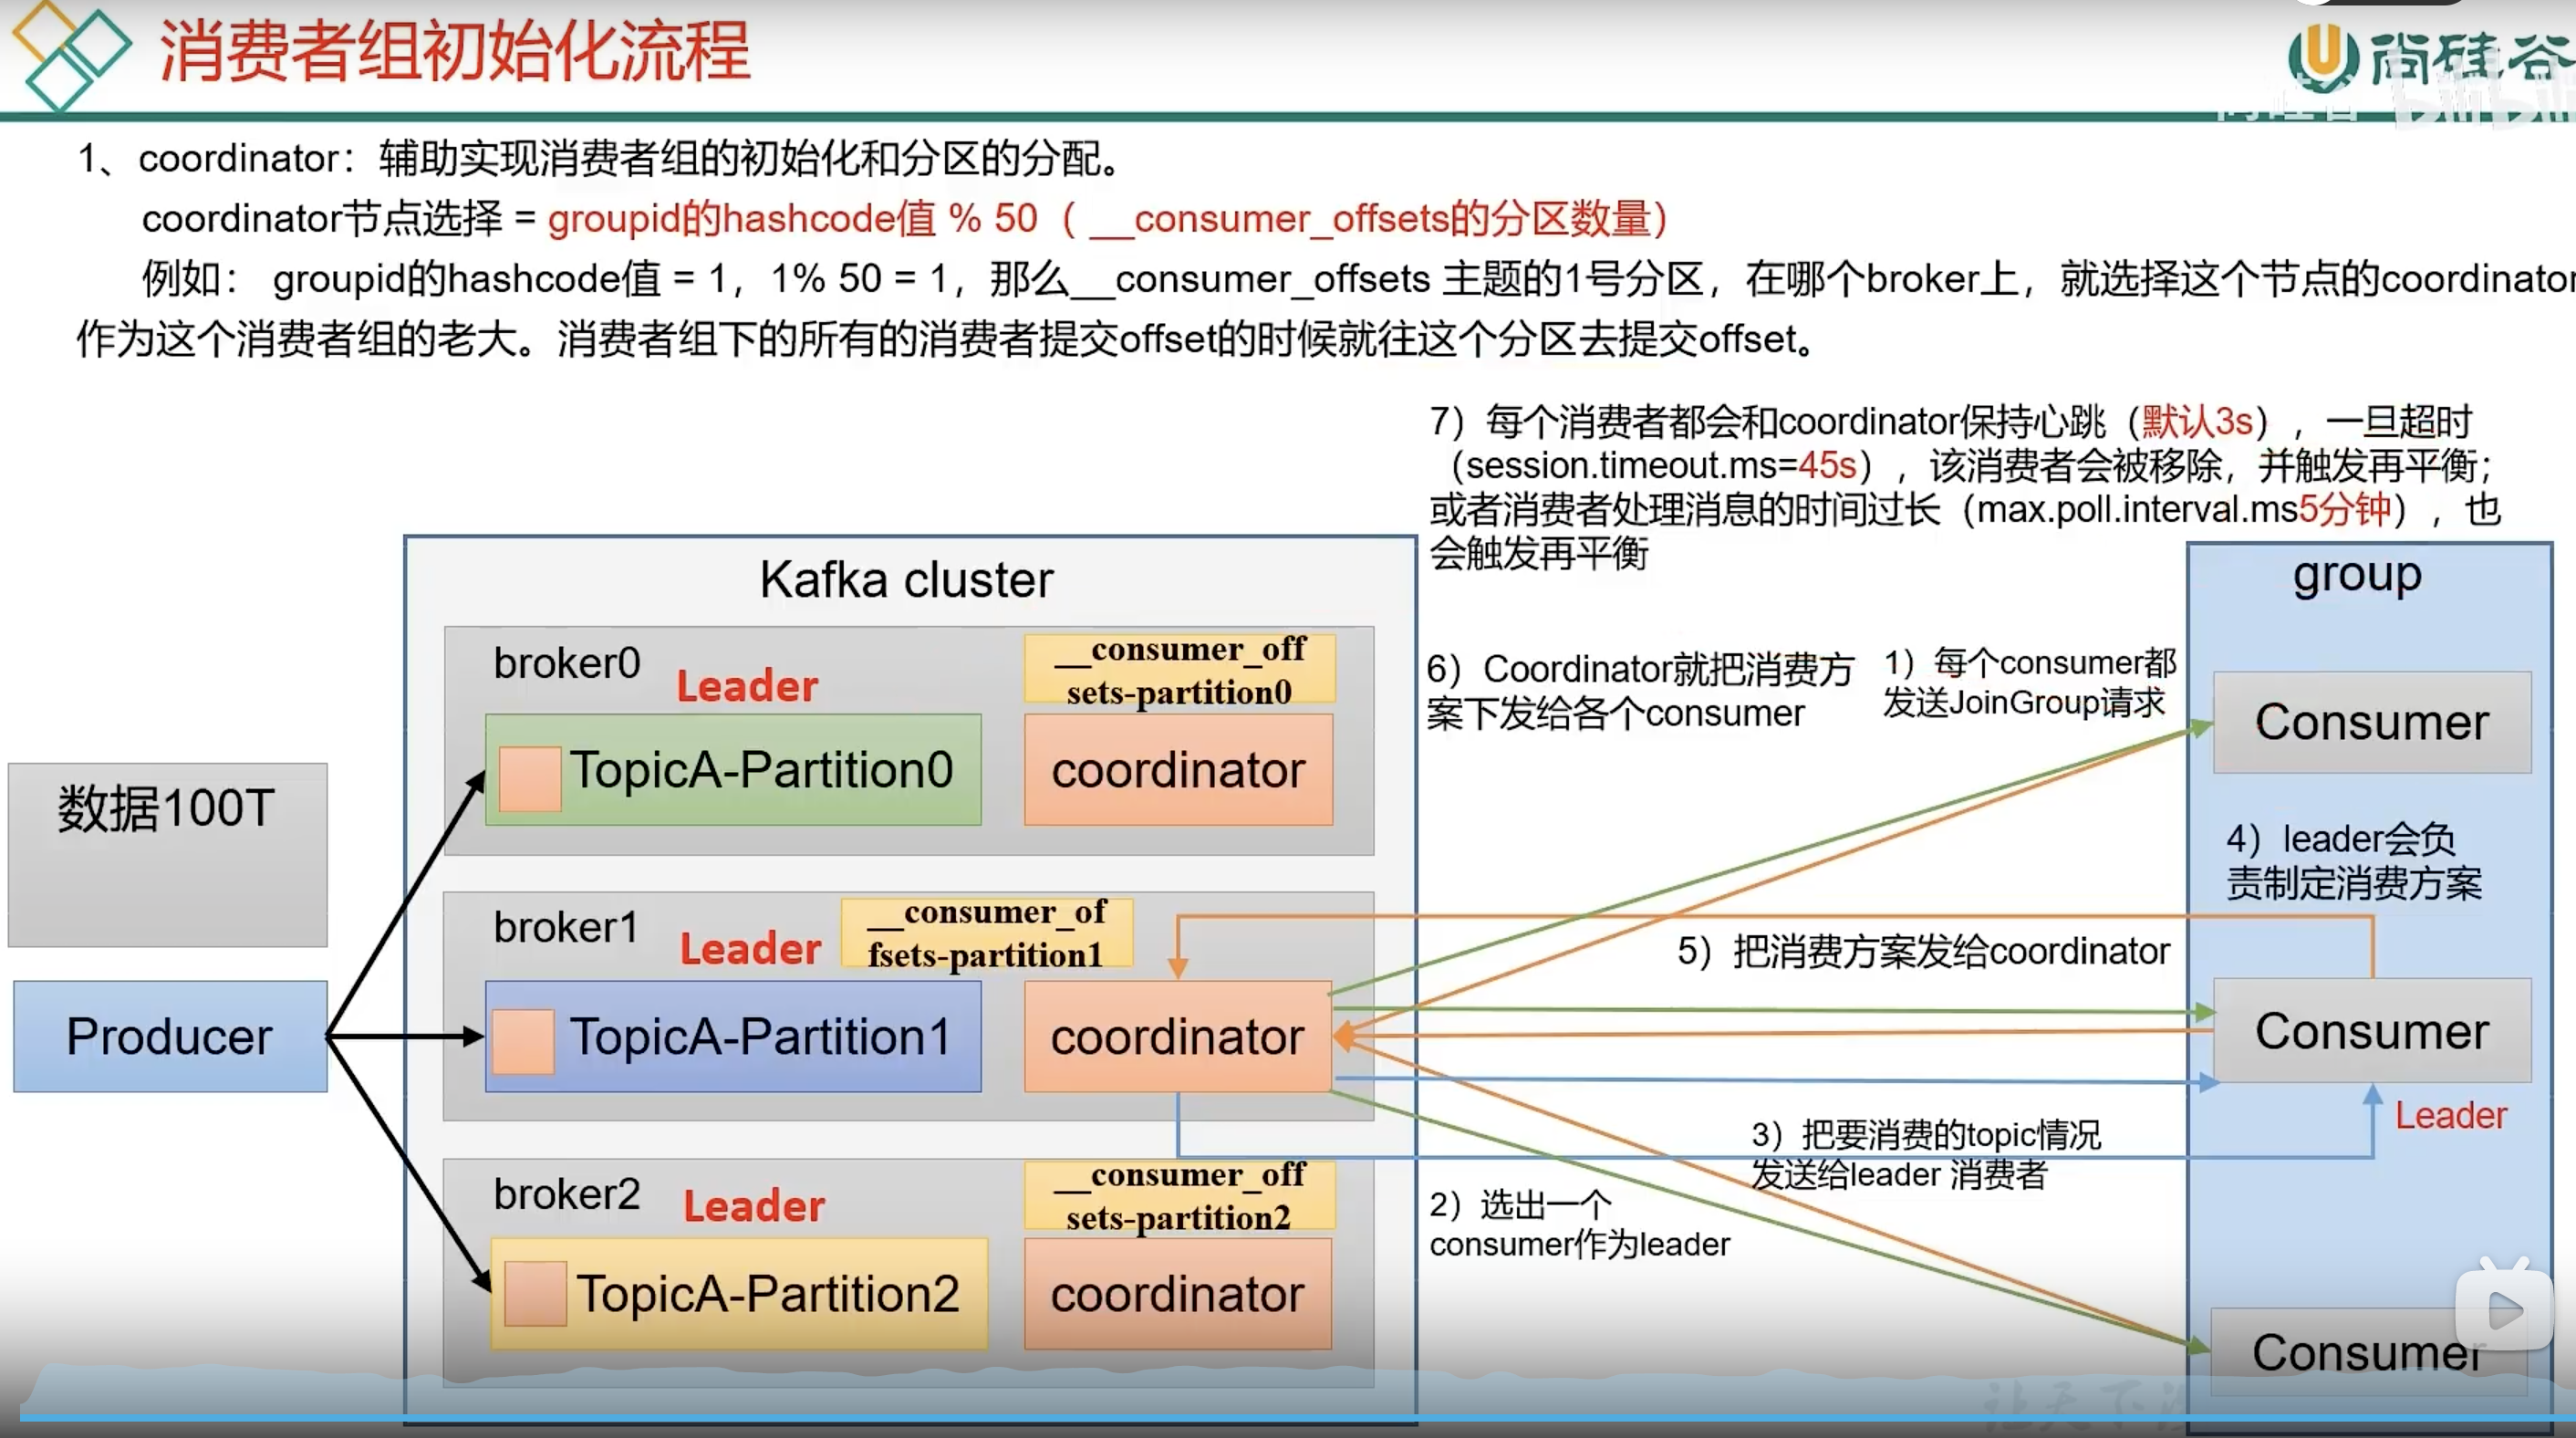 消费者组初始化流程
尚硅谷
尚硅谷
bilibili
1、coordinator：辅助实现消费者组的初始化和分区的分配。
coordinator节点选择 = groupid的hashcode值 % 50（ __consumer_offsets的分区数量）
例如： groupid的hashcode值 = 1，1% 50 = 1，那么__consumer_offsets 主题的1号分区，在哪个broker上，就选择这个节点的coordinator
作为这个消费者组的老大。消费者组下的所有的消费者提交offset的时候就往这个分区去提交offset。
7）每个消费者都会和coordinator保持心跳（默认3s），一旦超时
（session.timeout.ms=45s），该消费者会被移除，并触发再平衡；
或者消费者处理消息的时间过长（max.poll.interval.ms5分钟），也
会触发再平衡
Kafka cluster
group
broker0
Leader
__consumer_off
sets-partition0
TopicA-Partition0
coordinator
6）Coordinator就把消费方
案下发给各个consumer
1）每个consumer都
发送JoinGroup请求
Consumer
数据100T
4）leader会负
责制定消费方案
broker1
Leader
__consumer_of
fsets-partition1
5）把消费方案发给coordinator
Producer
TopicA-Partition1
coordinator
Consumer
Leader
3）把要消费的topic情况
发送给leader 消费者
broker2
Leader
__consumer_off
sets-partition2
2）选出一个
consumer作为leader
TopicA-Partition2
coordinator
Consumer
让天下